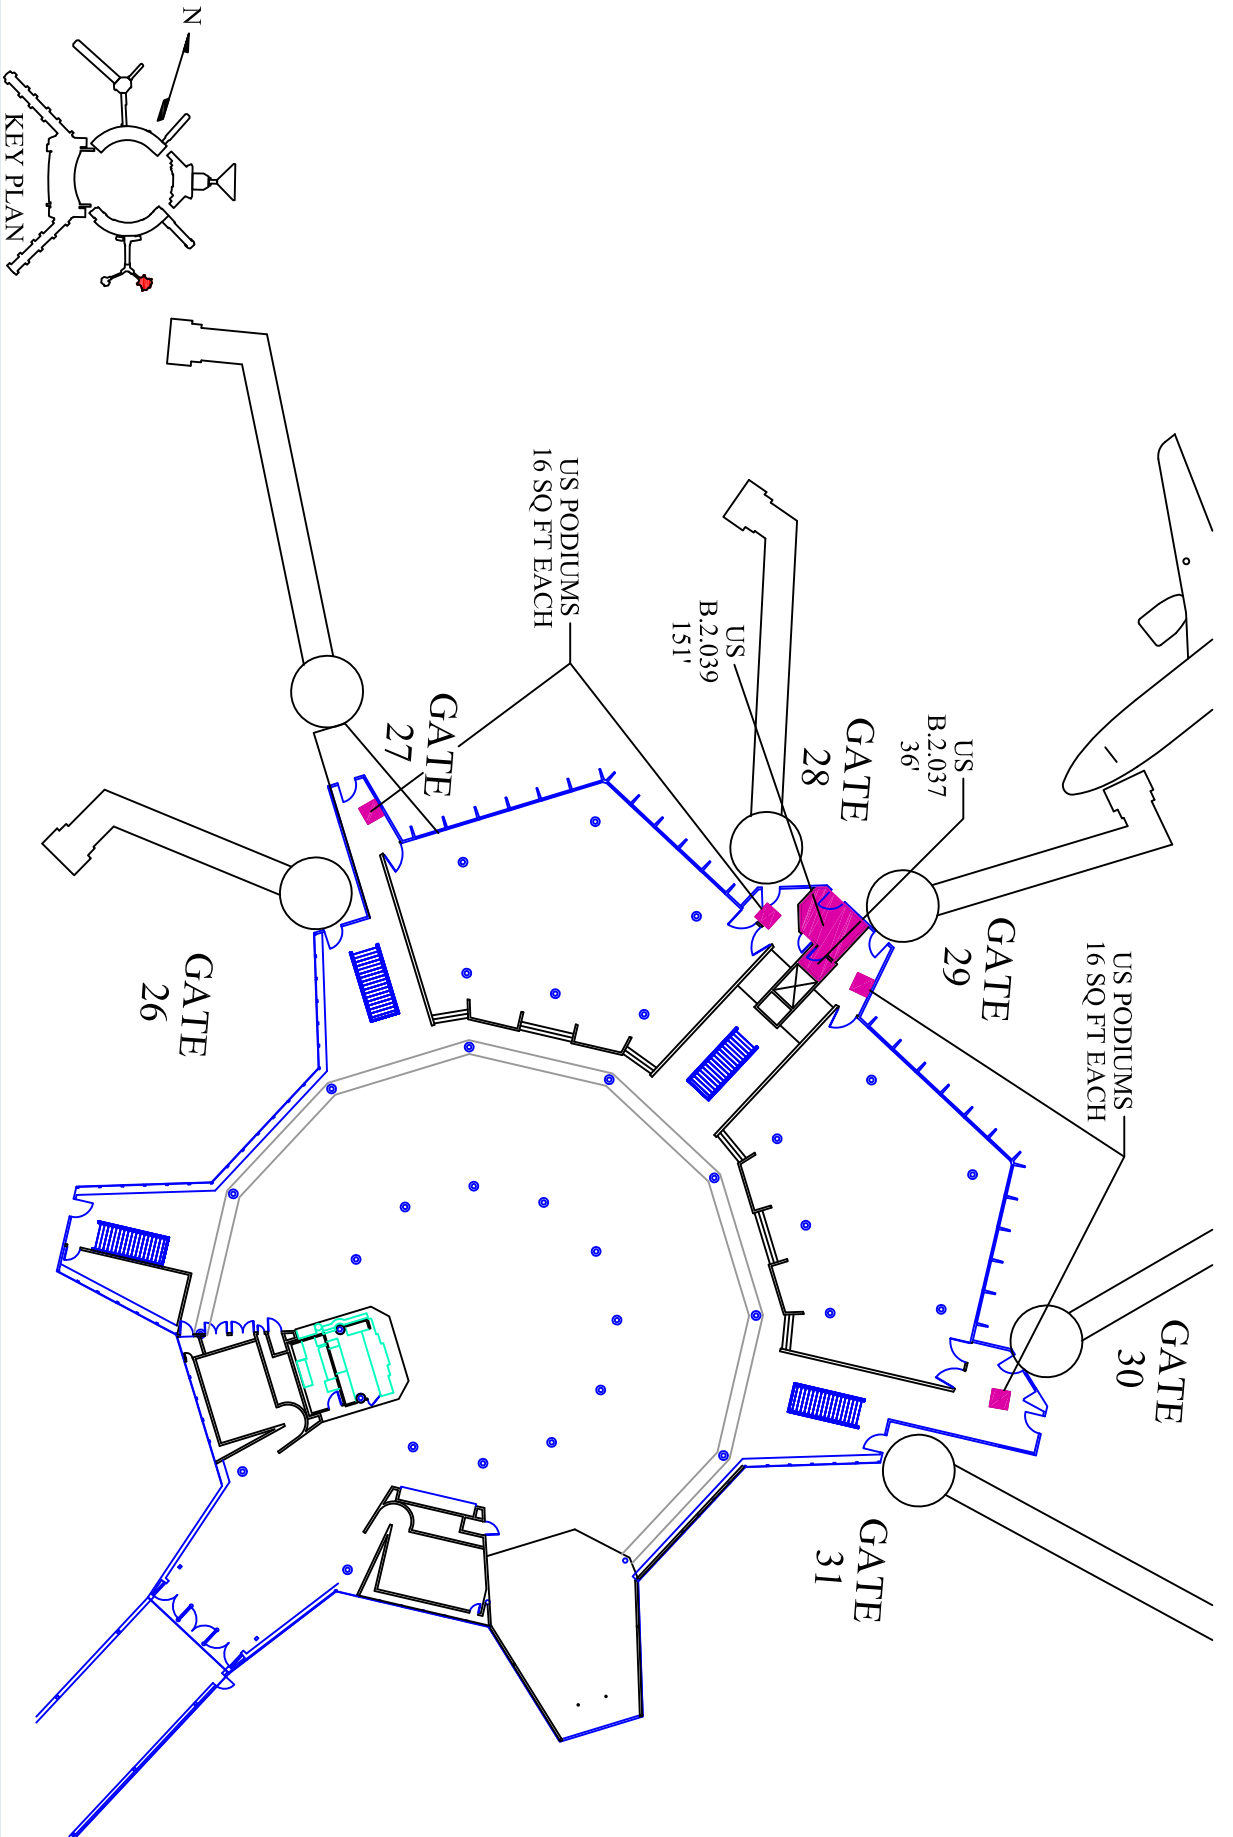 N
KEY PLAN
US PODIUMS
16 SQ FT EACH
US
B.2.039
151'
US
B.2.037
36'
US PODIUMS
16 SQ FT EACH
GATE
27
GATE
28
GATE
29
GATE
26
GATE
30
GATE
31